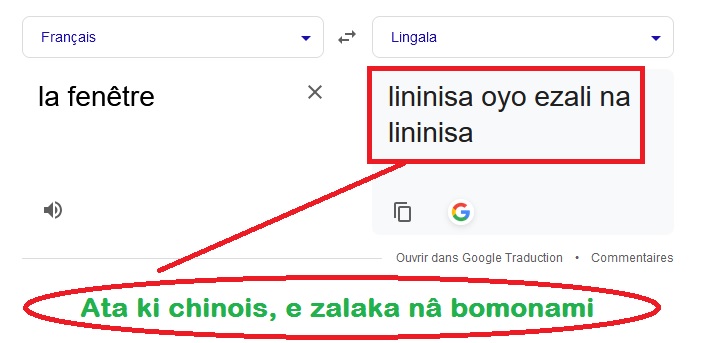 Français
Lingala
la fenêtre
lininisa oyo ezali na
lininisa
Ouvrir dans Google Traduction • Commentaires
Ata ki chinois, e zalaka nâ bomonami